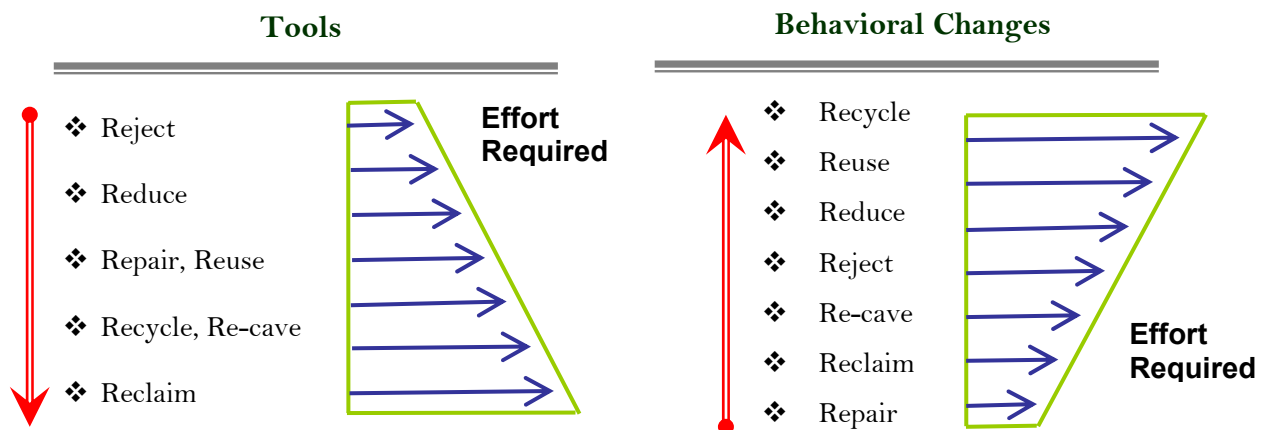 Tools
❖ Reject
❖ Reduce
❖ Repair, Reuse
❖ Recycle, Re-cave
❖ Reclaim
Effort
Required
Behavioral Changes
❖ Recycle
❖ Reuse
❖ Reduce
❖ Reject
❖ Re-cave
❖ Reclaim
❖ Repair
Effort
Required